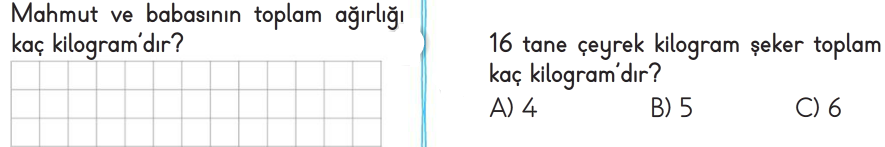 Mahmut ve babasının toplam ağırlığı
kaç kilogram'dır?
16 tane çeyrek kilogram şeker toplam
kaç kilogram'dır?
A) 4 B) 5 C) 6